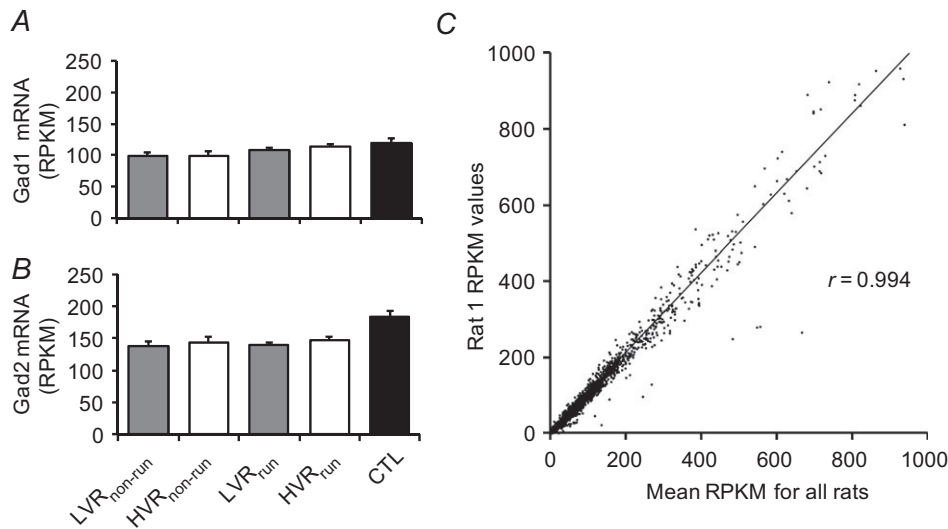 A
Gad1 mRNA
(RPKM)
250
200
150
100
50
0
B
Gad2 mRNA
(RPKM)
250
200
150
100
50
0
LVRnon-run
HVRnon-run
LVRrun
HVRrun
CTL
C
Rat 1 RPKM values
1000
800
600
400
200
0
r = 0.994
0 200 400 600 800 1000
Mean RPKM for all rats